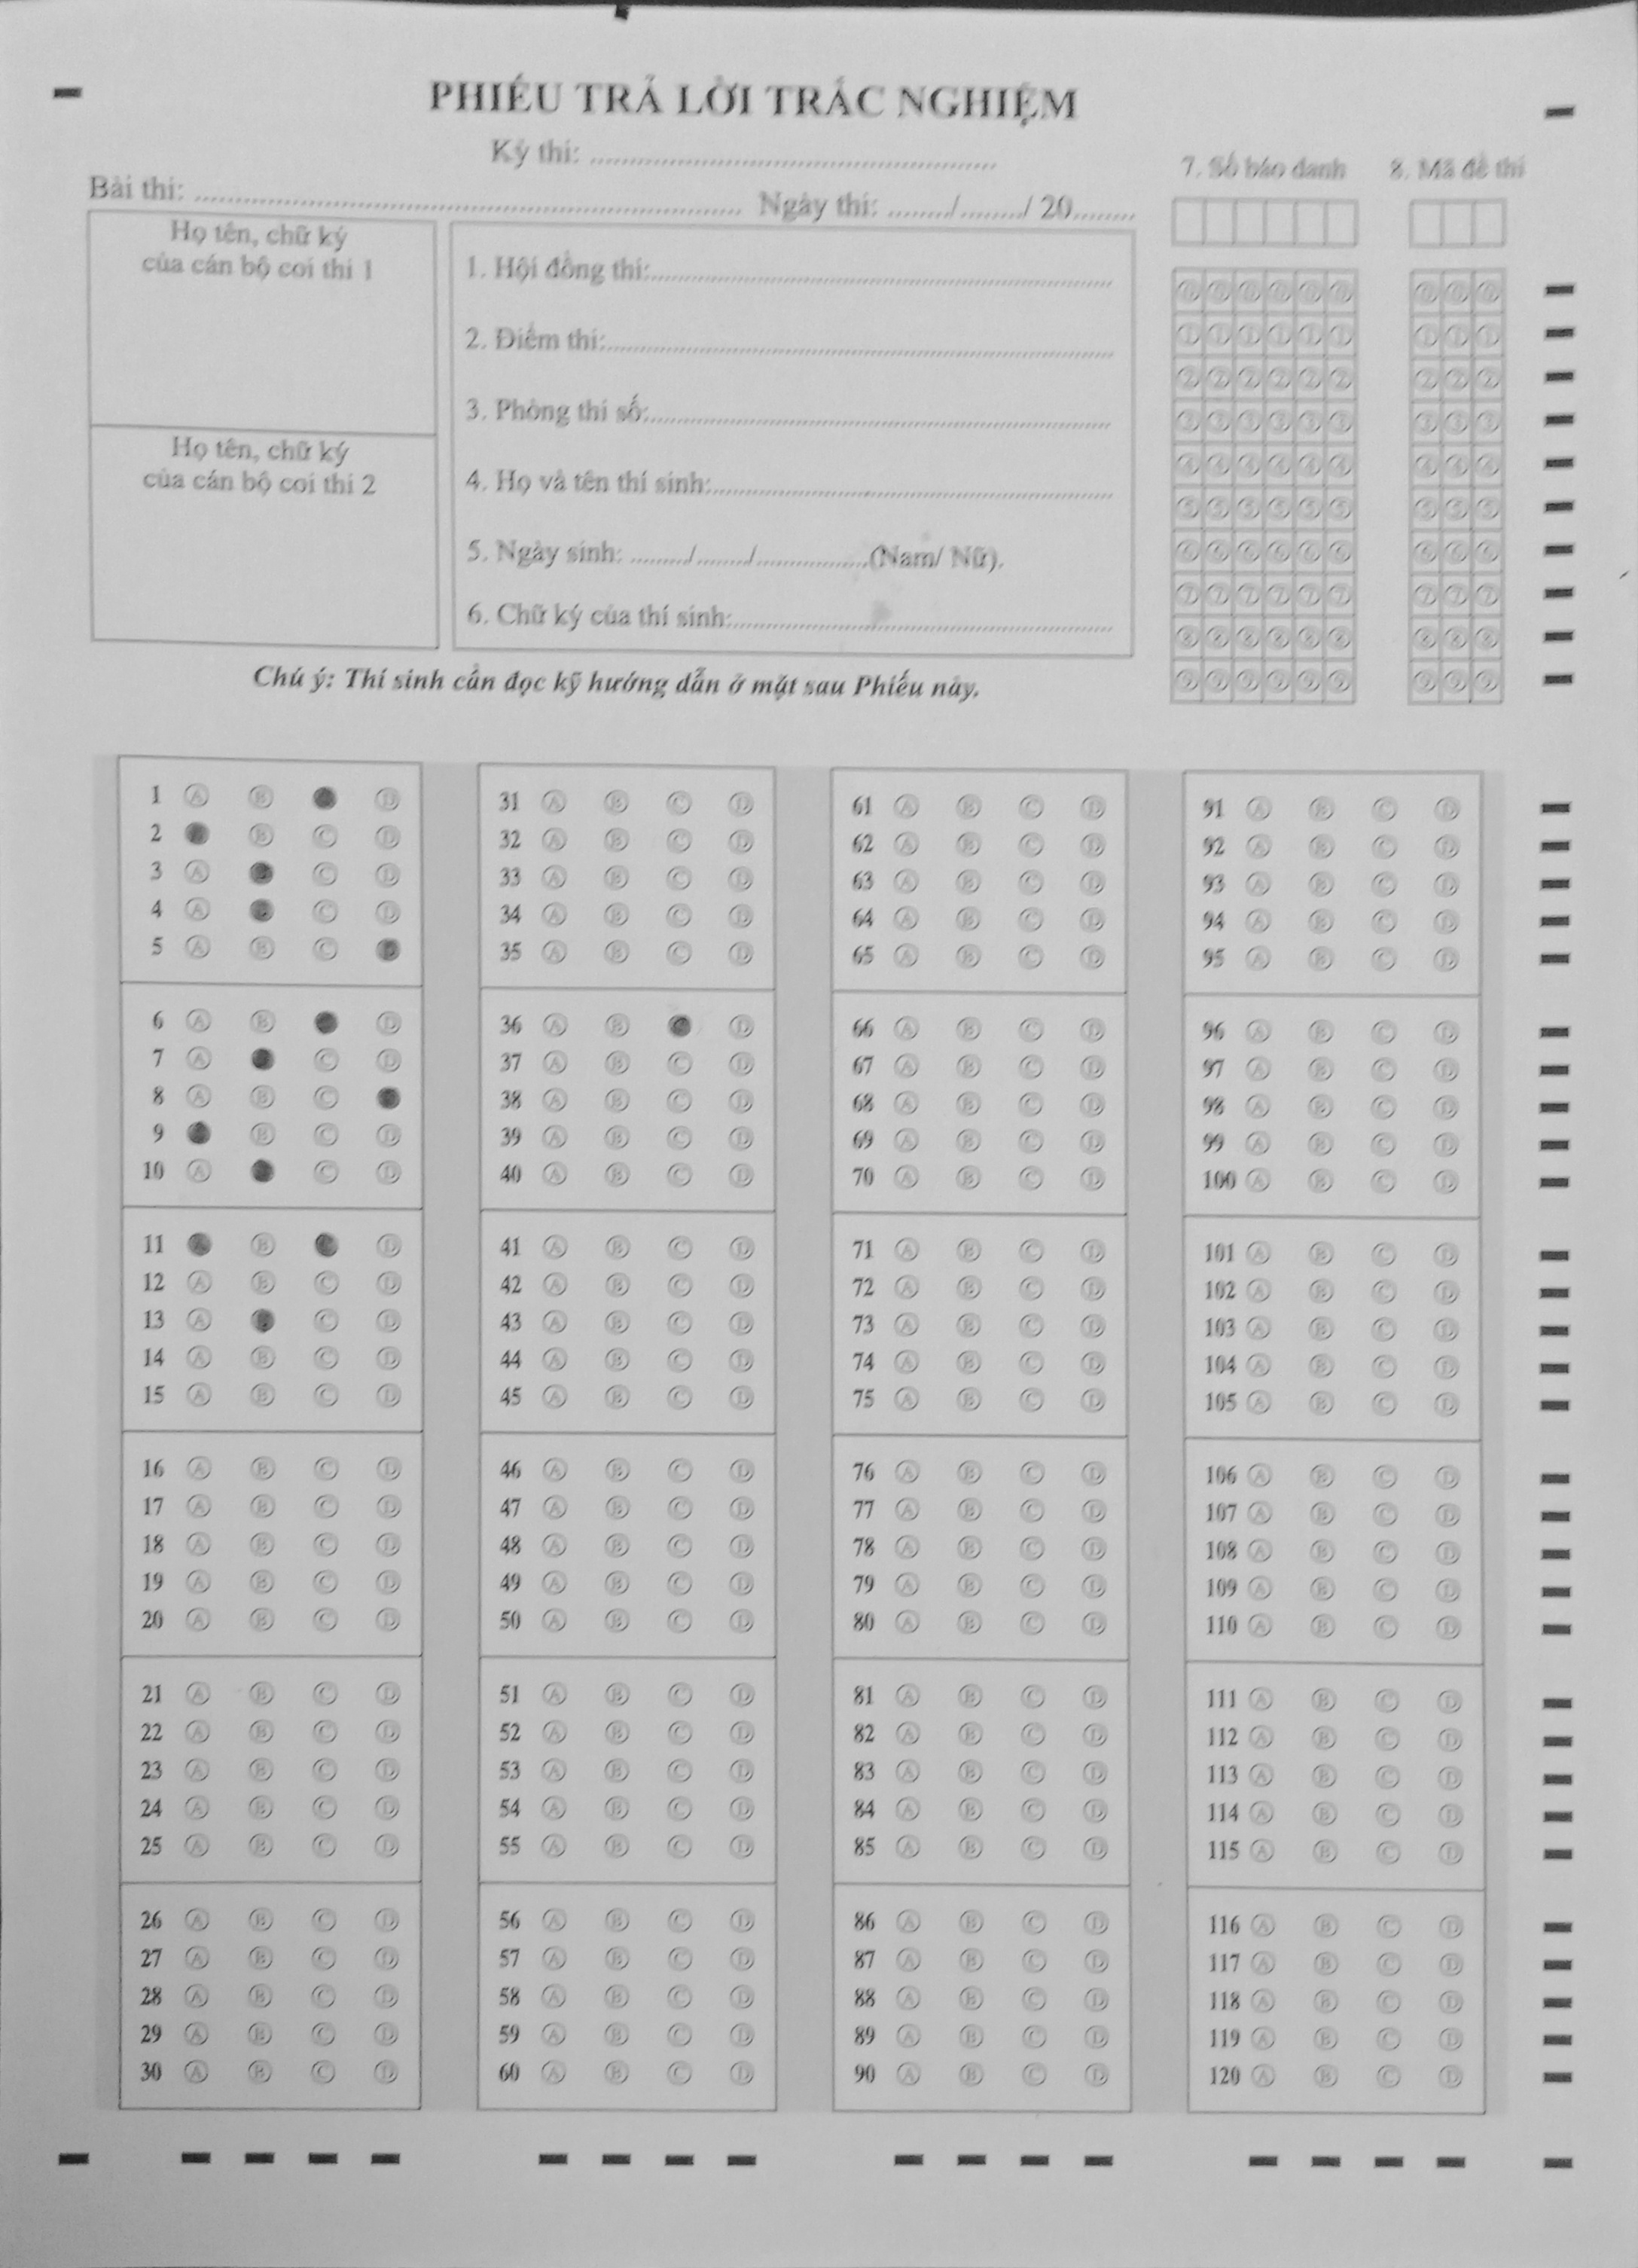 PHIẾU TRẢ LỜI TRẮC NGHIỆM
Kỳ thi: ................................................
Bài thi: ................................................ Ngày thi: ......../......../ 20........
7. Số báo danh 8. Mã đề thi
Họ tên, chữ ký
của cán bộ coi thi 1
Họ tên, chữ ký
của cán bộ coi thi 2
1. Hội đồng thi:................................................
2. Điểm thi:................................................
3. Phòng thi số:................................................
4. Họ và tên thí sinh:................................................
5. Ngày sinh: ......../......../..................(Nam/ Nữ).
6. Chữ ký của thí sinh:................................................
0 0 0 0 0 0 0 0 0
1 1 1 1 1 1 1 1 1
2 2 2 2 2 2 2 2 2
3 3 3 3 3 3 3 3 3
4 4 4 4 4 4 4 4 4
5 5 5 5 5 5 5 5 5
6 6 6 6 6 6 6 6 6
7 7 7 7 7 7 7 7 7
8 8 8 8 8 8 8 8 8
9 9 9 9 9 9 9 9 9
Chú ý: Thí sinh cần đọc kỹ hướng dẫn ở mặt sau Phiếu này.
1 A B D
2 B C D
3 A C D
4 A C D
5 A B C D
6 A B D
7 A C D
8 A B C
9 B C D
10 A C D
11 B D
12 A B C D
13 A C D
14 A B C D
15 A B C D
16 A B C D
17 A B C D
18 A B C D
19 A B C D
20 A B C D
21 A B C D
22 A B C D
23 A B C D
24 A B C D
25 A B C D
26 A B C D
27 A B C D
28 A B C D
29 A B C D
30 A B C D
31 A B C D
32 A B C D
33 A B C D
34 A B C D
35 A B C D
36 A B D
37 A B C D
38 A B C D
39 A B C D
40 A B C D
41 A B C D
42 A B C D
43 A B C D
44 A B C D
45 A B C D
46 A B C D
47 A B C D
48 A B C D
49 A B C D
50 A B C D
51 A B C D
52 A B C D
53 A B C D
54 A B C D
55 A B C D
56 A B C D
57 A B C D
58 A B C D
59 A B C D
60 A B C D
61 A B C D
62 A B C D
63 A B C D
64 A B C D
65 A B C D
66 A B C D
67 A B C D
68 A B C D
69 A B C D
70 A B C D
71 A B C D
72 A B C D
73 A B C D
74 A B C D
75 A B C D
76 A B C D
77 A B C D
78 A B C D
79 A B C D
80 A B C D
81 A B C D
82 A B C D
83 A B C D
84 A B C D
85 A B C D
86 A B C D
87 A B C D
88 A B C D
89 A B C D
90 A B C D
91 A B C D
92 A B C D
93 A B C D
94 A B C D
95 A B C D
96 A B C D
97 A B C D
98 A B C D
99 A B C D
100 A B C D
101 A B C D
102 A B C D
103 A B C D
104 A B C D
105 A B C D
106 A B C D
107 A B C D
108 A B C D
109 A B C D
110 A B C D
111 A B C D
112 A B C D
113 A B C D
114 A B C D
115 A B C D
116 A B C D
117 A B C D
118 A B C D
119 A B C D
120 A B C D